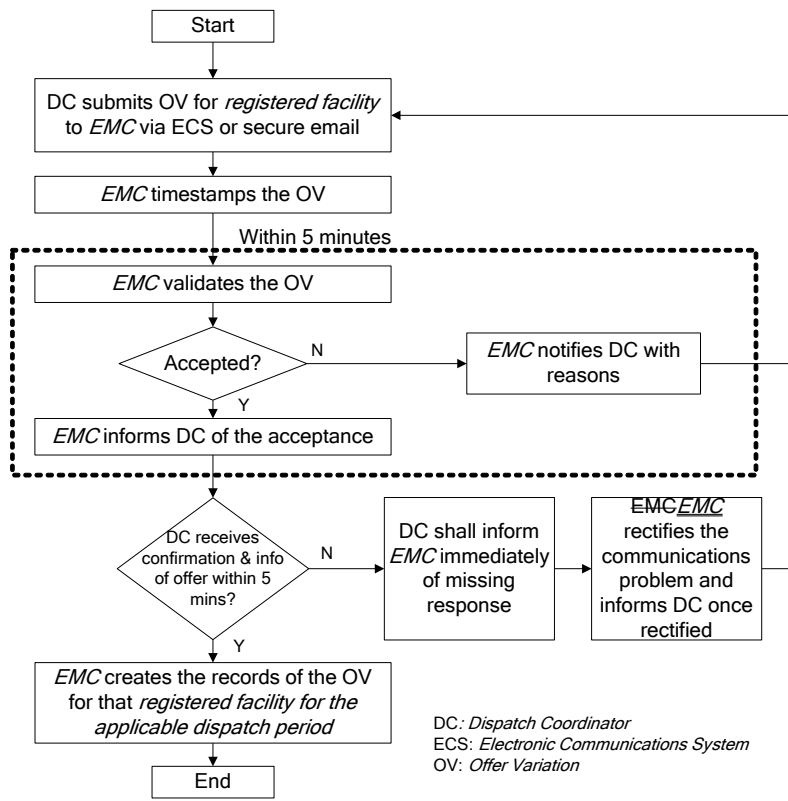 Start
DC submits OV for registered facility
to EMC via ECS or secure email
EMC timestamps the OV
Within 5 minutes
EMC validates the OV
Accepted?
N
EMC notifies DC with
reasons
Y
EMC informs DC of the acceptance
DC receives
confirmation & info
of offer within 5
mins?
N
DC shall inform
EMC immediately
of missing
response
EMCEMC
rectifies the
communications
problem and
informs DC once
rectified
Y
EMC creates the records of the OV
for that registered facility for the
applicable dispatch period
End
DC: Dispatch Coordinator
ECS: Electronic Communications System
OV: Offer Variation